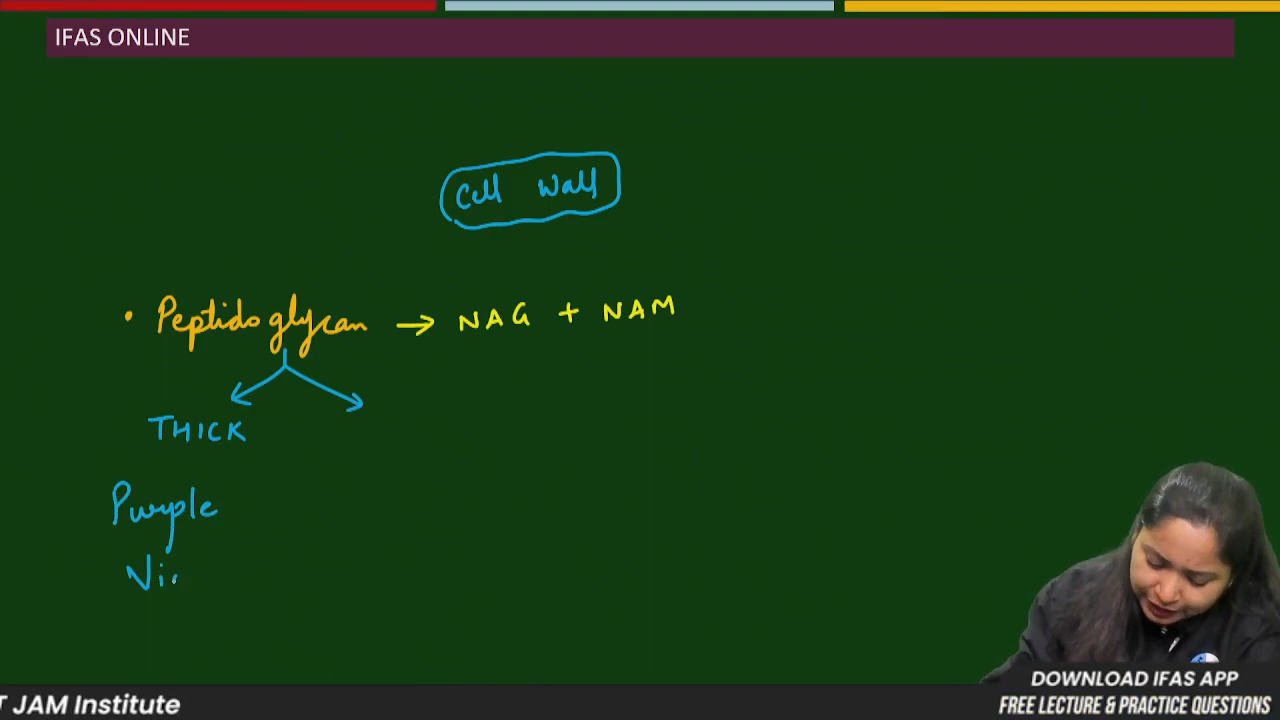 IFAS ONLINE
Cell Wall
• Peptidoglycan → NAG + NAM
THICK
Purple
DOWNLOAD IFAS APP
FREE LECTURE & PRACTICE QUESTIONS
T JAM Institute